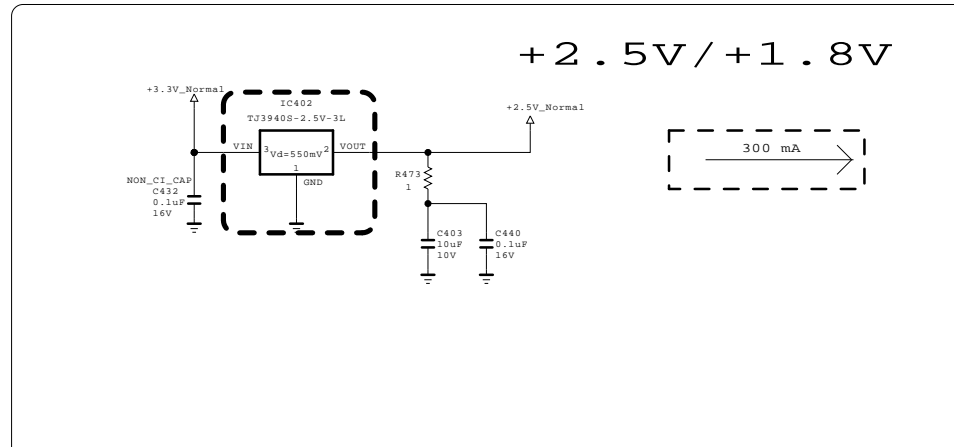 +2.5V/+1.8V
+3.3V_Normal
IC402
TJ3940S-2.5V-3L
+2.5V_Normal
VIN
3
Vd=550mV
2
VOUT
1
GND
300 mA
NON_CI_CAP
C432
0.1uF
16V
R473
1
C403
10uF
10V
C440
0.1uF
16V